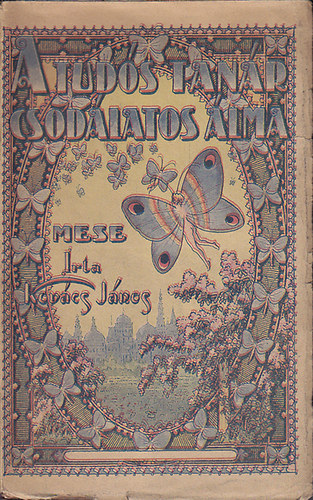 A TUDÓS TANÁR
CSODÁLATOS ÁLMA
MESE
Irta
Kovács János